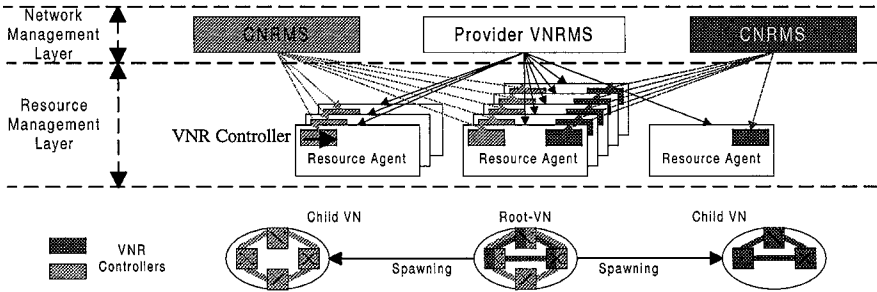 Network
Management
Layer
CNRMS
Provider VNRMS
CNRMS
Resource
Management
Layer
VNR Controller
Resource Agent
Resource Agent
Resource Agent
Child VN
Root-VN
Child VN
VNR
Controllers
Spawning
Spawning